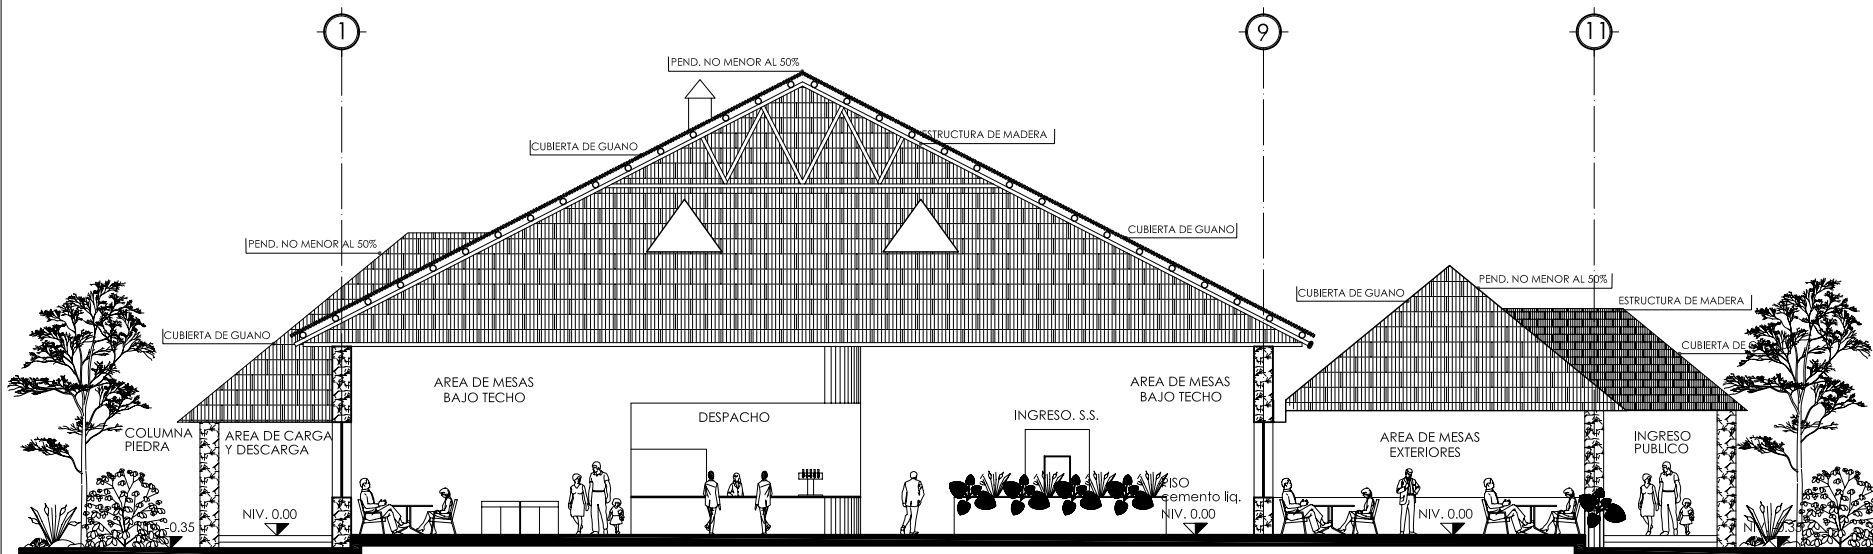 1
9
11
PEND. NO MENOR AL 50%
CUBIERTA DE GUANO
ESTRUCTURA DE MADERA
PEND. NO MENOR AL 50%
CUBIERTA DE GUANO
CUBIERTA DE GUANO
PEND. NO MENOR AL 50%
CUBIERTA DE GUANO
ESTRUCTURA DE MADERA
CUBIERTA DE
AREA DE MESAS
BAJO TECHO
DESPACHO
INGRESO. S.S.
AREA DE MESAS
BAJO TECHO
COLUMNA
PIEDRA
AREA DE CARGA
Y DESCARGA
AREA DE MESAS
EXTERIORES
INGRESO
PUBLICO
-0.35
NIV. 0.00
PISO
cemento liq.
NIV. 0.00
NIV. 0.00